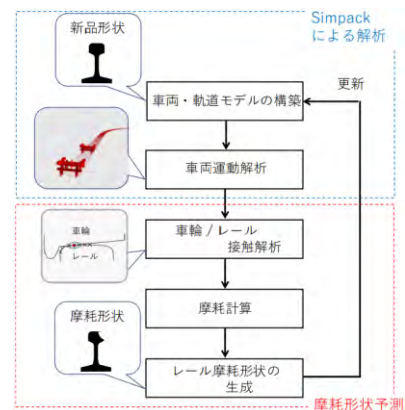 新品形状
Simpack
による解析
車両・軌道モデルの構築
更新
車両運動解析
車輪
レール
車輪/レール
接触解析
摩耗計算
摩耗形状
レール摩耗形状の
生成
摩耗形状予測